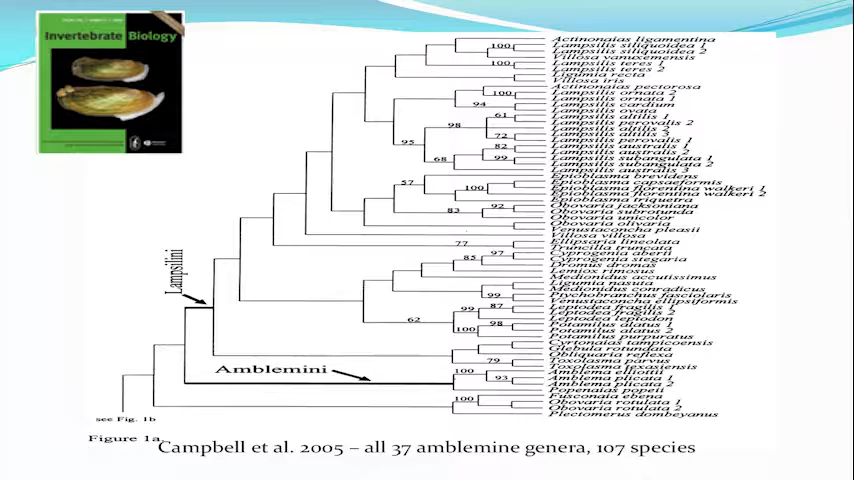 Invertebrate Biology
Actinonaias ligamentina
Lampsilis siliquoidea 1
Lampsilis siliquoidea 2
Villosa vanuxemensis
Lampsilis teres 1
Lampsilis teres 2
Ligumia recta
Villosa iris
Actinonaias pectorosa
Lampsilis ornata 2
Lampsilis ornata 1
Lampsilis cardium
Lampsilis ovata
Lampsilis altilis 1
Lampsilis perovalis 2
Lampsilis altilis 2
Lampsilis altilis 3
Lampsilis perovalis 1
Lampsilis australis 1
Lampsilis australis 2
Lampsilis subangulata 1
Lampsilis subangulata 2
Lampsilis australis 3
Epioblasma brevidens
Epioblasma capsaeformis
Epioblasma florentina walkeri 1
Epioblasma florentina walkeri 2
Epioblasma triquetra
Obovaria jacksoniana
Obovaria subrotunda
Obovaria unicolor
Obovaria olivaria
Venustaconcha pleasii
Villosa villosa
Ellipsaria lineolata
Truncilla truncata
Cyprogenia aberti
Cyprogenia stegaria
Dromus dromas
Lemiox rimosus
Medionidus acutissimus
Ligumia nasuta
Medionidus conradicus
Ptychobranchus fasciolaris
Venustaconcha ellipsiformis
Leptodea fragilis 1
Leptodea fragilis 2
Leptodea leptodon
Potamilus alatus 1
Potamilus alatus 2
Potamilus purpuratus
Cyrtonaias tampicoensis
Glebula rotundata
Obliquaria reflexa
Toxolasma parvus
Toxolasma texasiensis
Amblema elliottii
Amblema plicata 1
Amblema plicata 2
Popenaias popeii
Fusconaia ebena
Obovaria rotulata 1
Obovaria rotulata 2
Plectomerus dombeyanus
100
100
100
94
61
98
72
95
82
99
68
57
100
92
83
77
97
85
99
87
99
98
62
100
79
100
93
100
Lampsilini
Amblemini
see Fig. 1b
Figure 1a.
Campbell et al. 2005 – all 37 amblemine genera, 107 species